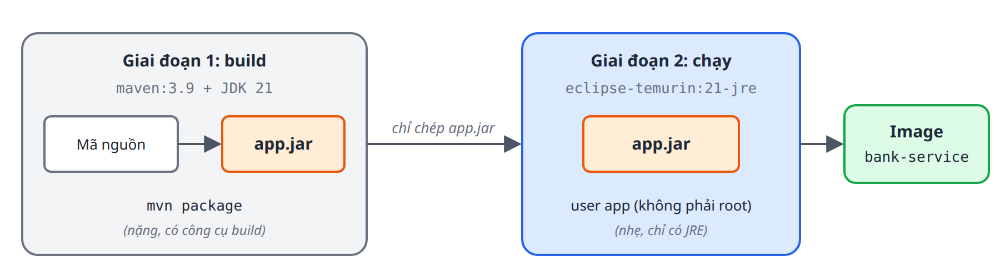 Giai đoạn 1: build
maven:3.9 + JDK 21
Mã nguồn
app.jar
mvn package
(nặng, có công cụ build)
chỉ chép app.jar
Giai đoạn 2: chạy
eclipse-temurin:21-jre
app.jar
user app (không phải root)
(nhẹ, chỉ có JRE)
Image
bank-service